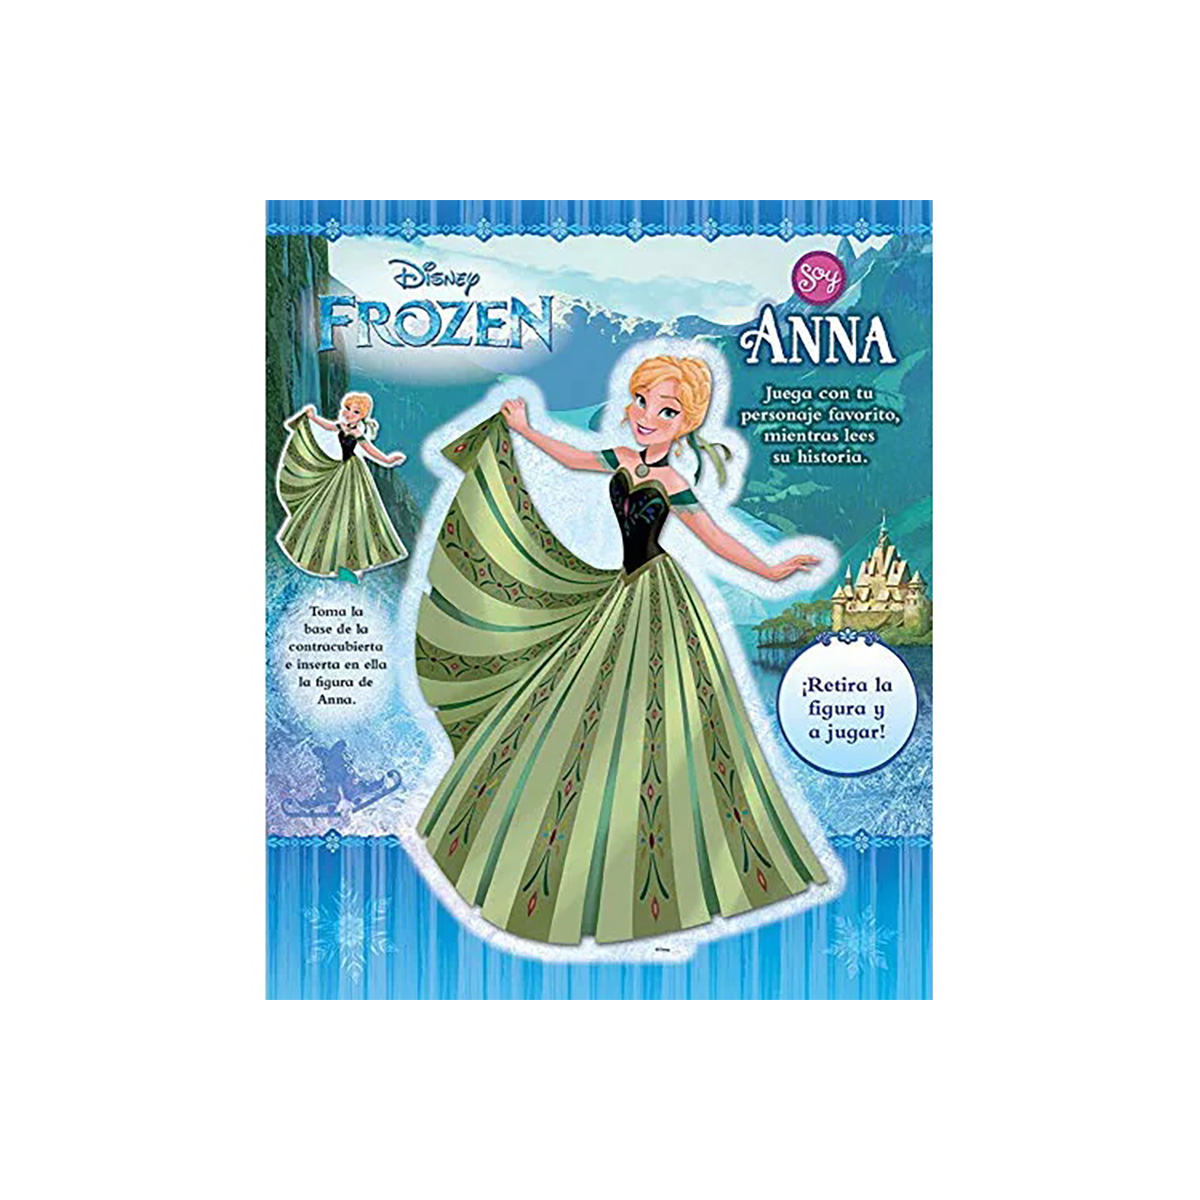 Disney
FROZEN
Soy
ANNA
Juega con tu
personaje favorito,
mientras lees
su historia.
Toma la
base de la
contracubierta
e inserta en ella
la figura de
Anna.
¡Retira la
figura y
a jugar!
©Disney